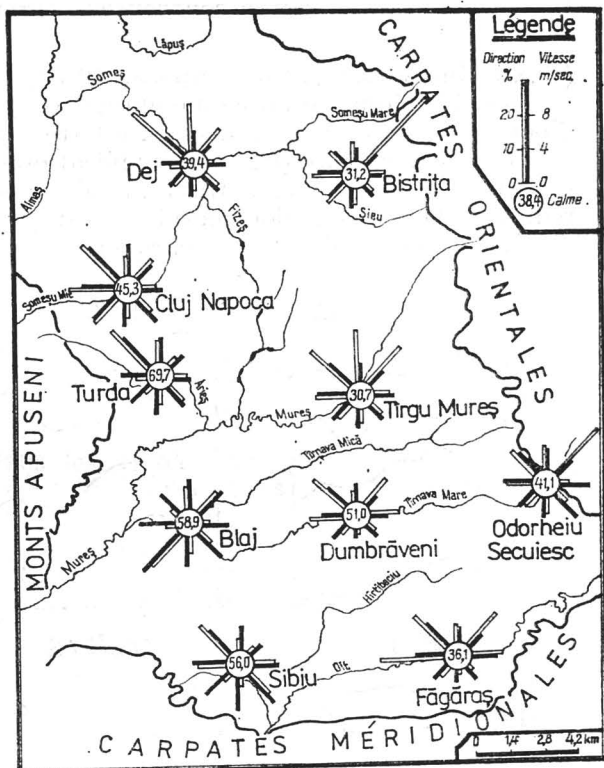 Légende
Direction Vitesse
% m/sec.
20 8
10 4
0 0
38,4 Calme
CARPATES ORIENTALES
Lăpuș
Someș
Someșu Mare
Dej
39,4
31,2
Bistrița
Almaș
Fizeș
Șieu
45,3
Cluj Napoca
Someșu Mic
69,7
Turda
Arieș
30,7
Tîrgu Mureș
Mureș
MONTS APUSENI
Tîrnava Mică
41,1
Odorheiu
Secuiesc
58,9
Blaj
51,0
Dumbrăveni
Tîrnava Mare
Mureș
Hîrtibaciu
56,0
Sibiu
Olt
36,1
Făgăraș
CARPATES MÉRIDIONALES
0 1,4 2,8 4,2 km